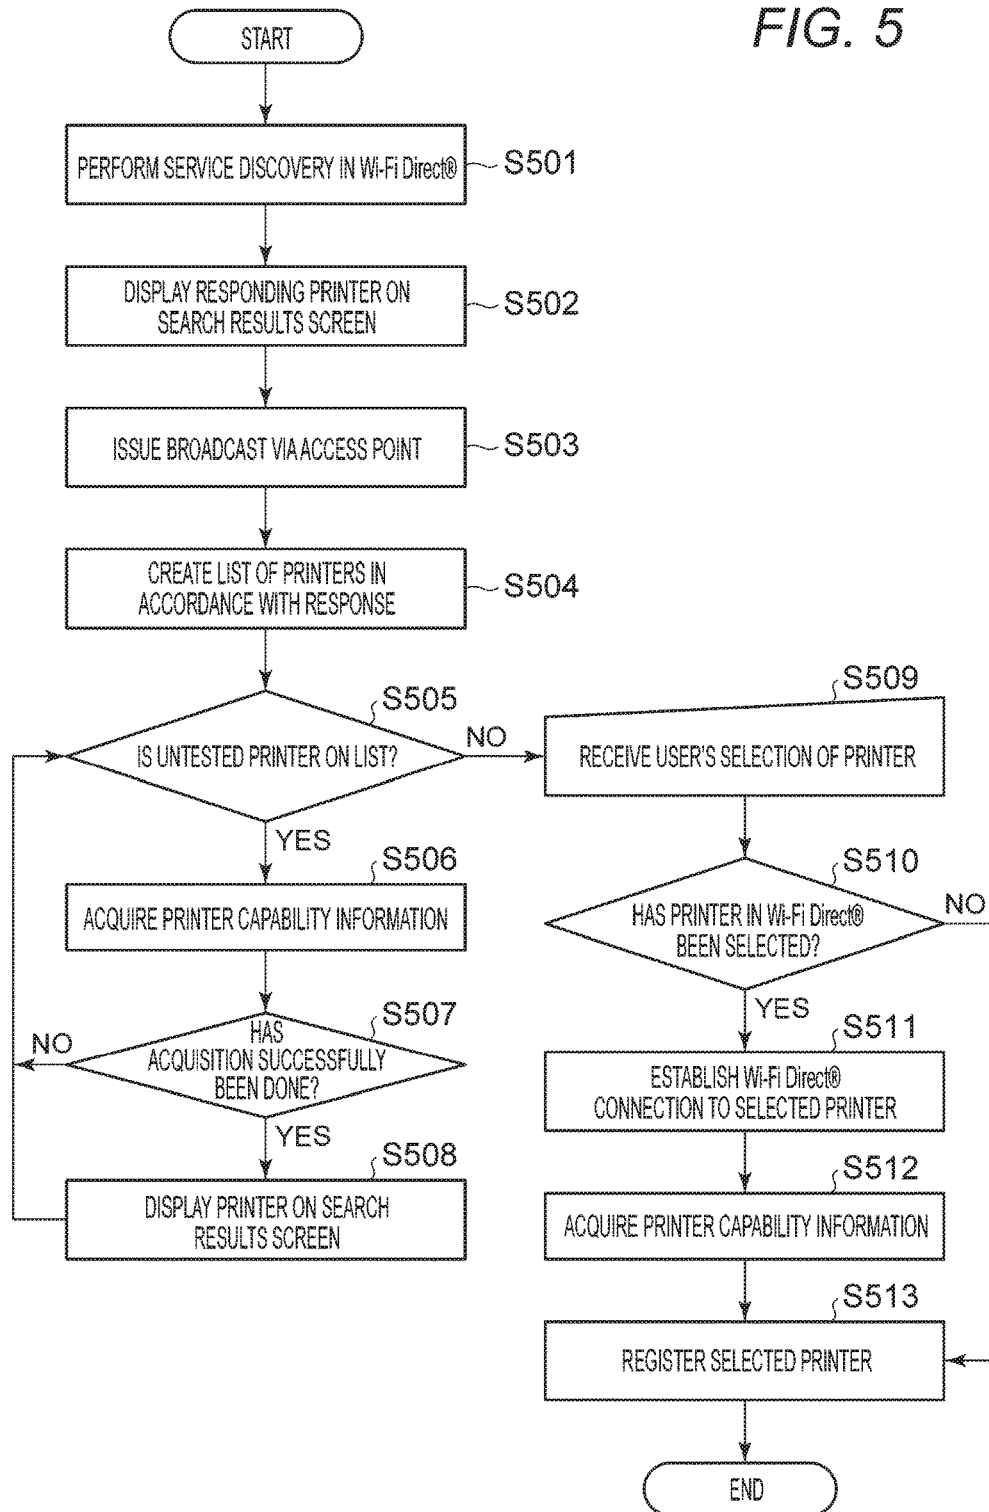 FIG. 5
START
PERFORM SERVICE DISCOVERY IN Wi-Fi Direct®
S501
DISPLAY RESPONDING PRINTER ON
SEARCH RESULTS SCREEN
S502
ISSUE BROADCAST VIA ACCESS POINT
S503
CREATE LIST OF PRINTERS IN
ACCORDANCE WITH RESPONSE
S504
S505
IS UNTESTED PRINTER ON LIST?
NO
YES
S506
ACQUIRE PRINTER CAPABILITY INFORMATION
S507
HAS
ACQUISITION SUCCESSFULLY
BEEN DONE?
NO
YES
S508
DISPLAY PRINTER ON SEARCH
RESULTS SCREEN
S509
RECEIVE USER'S SELECTION OF PRINTER
S510
HAS PRINTER IN Wi-Fi Direct®
BEEN SELECTED?
NO
YES
S511
ESTABLISH Wi-Fi Direct®
CONNECTION TO SELECTED PRINTER
S512
ACQUIRE PRINTER CAPABILITY INFORMATION
S513
REGISTER SELECTED PRINTER
END